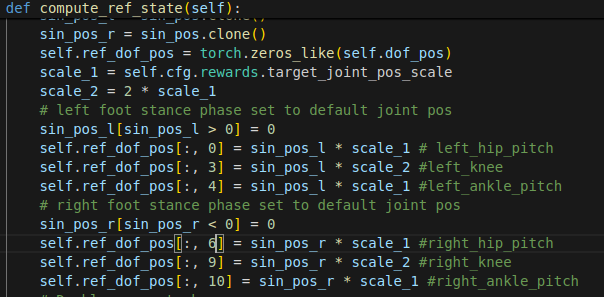 def compute_ref_state(self):
sin_pos_l = sin_pos.clone()
sin_pos_r = sin_pos.clone()
self.ref_dof_pos = torch.zeros_like(self.dof_pos)
scale_1 = self.cfg.rewards.target_joint_pos_scale
scale_2 = 2 * scale_1
# left foot stance phase set to default joint pos
sin_pos_l[sin_pos_l > 0] = 0
self.ref_dof_pos[:, 0] = sin_pos_l * scale_1 # left_hip_pitch
self.ref_dof_pos[:, 3] = sin_pos_l * scale_2 #left_knee
self.ref_dof_pos[:, 4] = sin_pos_l * scale_1 #left_ankle_pitch
# right foot stance phase set to default joint pos
sin_pos_r[sin_pos_r < 0] = 0
self.ref_dof_pos[:, 6] = sin_pos_r * scale_1 #right_hip_pitch
self.ref_dof_pos[:, 9] = sin_pos_r * scale_2 #right_knee
self.ref_dof_pos[:, 10] = sin_pos_r * scale_1 #right_ankle_pitch